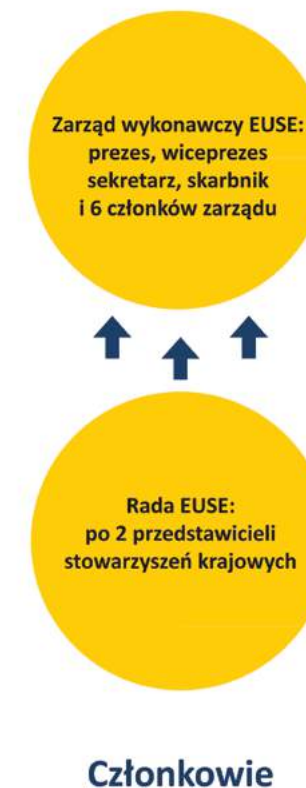 Zarząd wykonawczy EUSE:
prezes, wiceprezes
sekretarz, skarbnik
i 6 członków zarządu
Rada EUSE:
po 2 przedstawicieli
stowarzyszeń krajowych
Członkowie